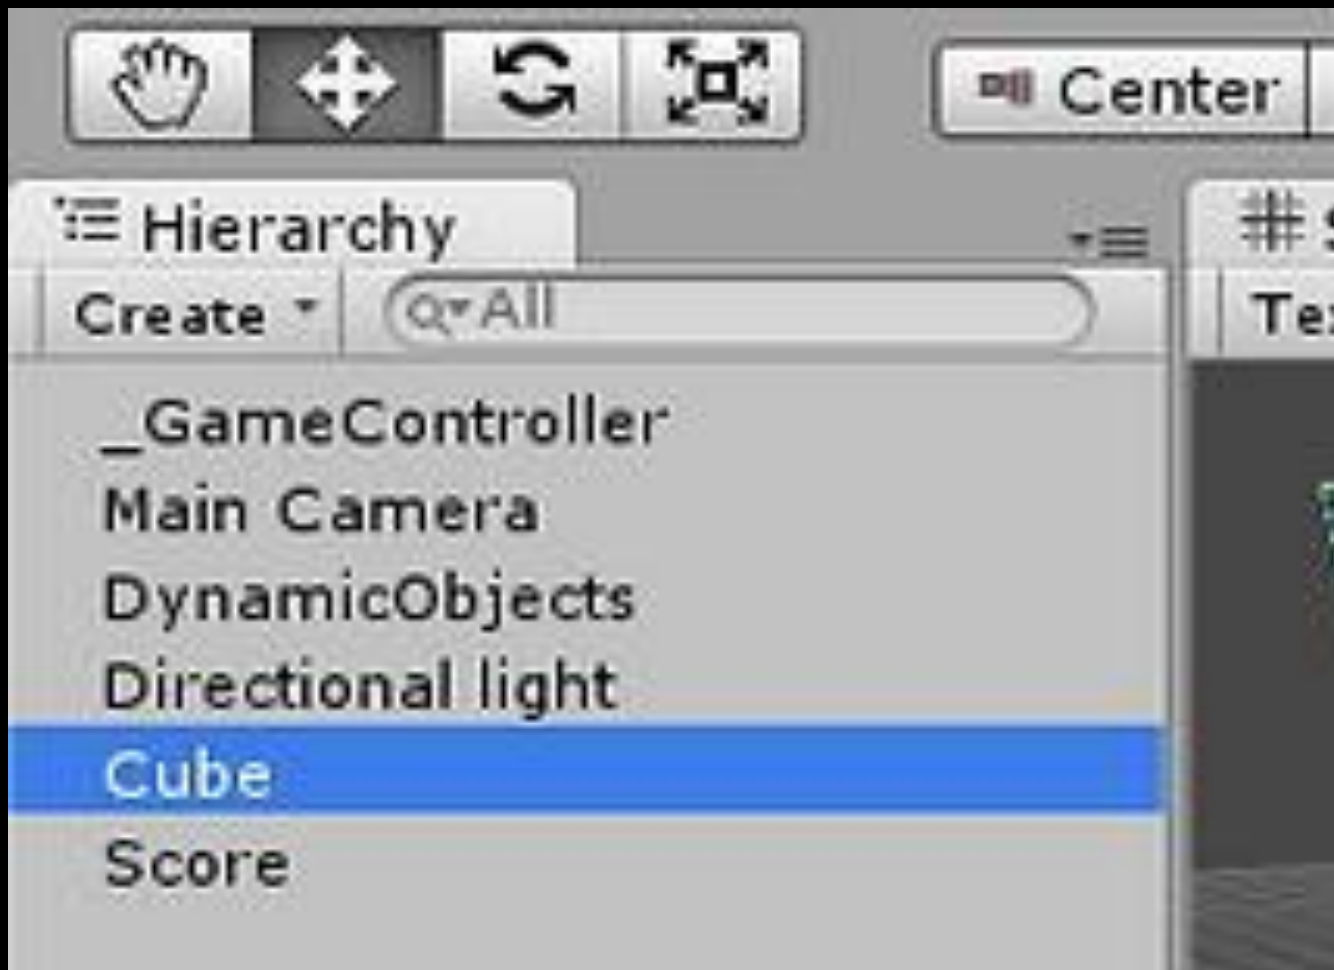 Center
Hierarchy
Create
All
_GameController
Main Camera
DynamicObjects
Directional light
Cube
Score